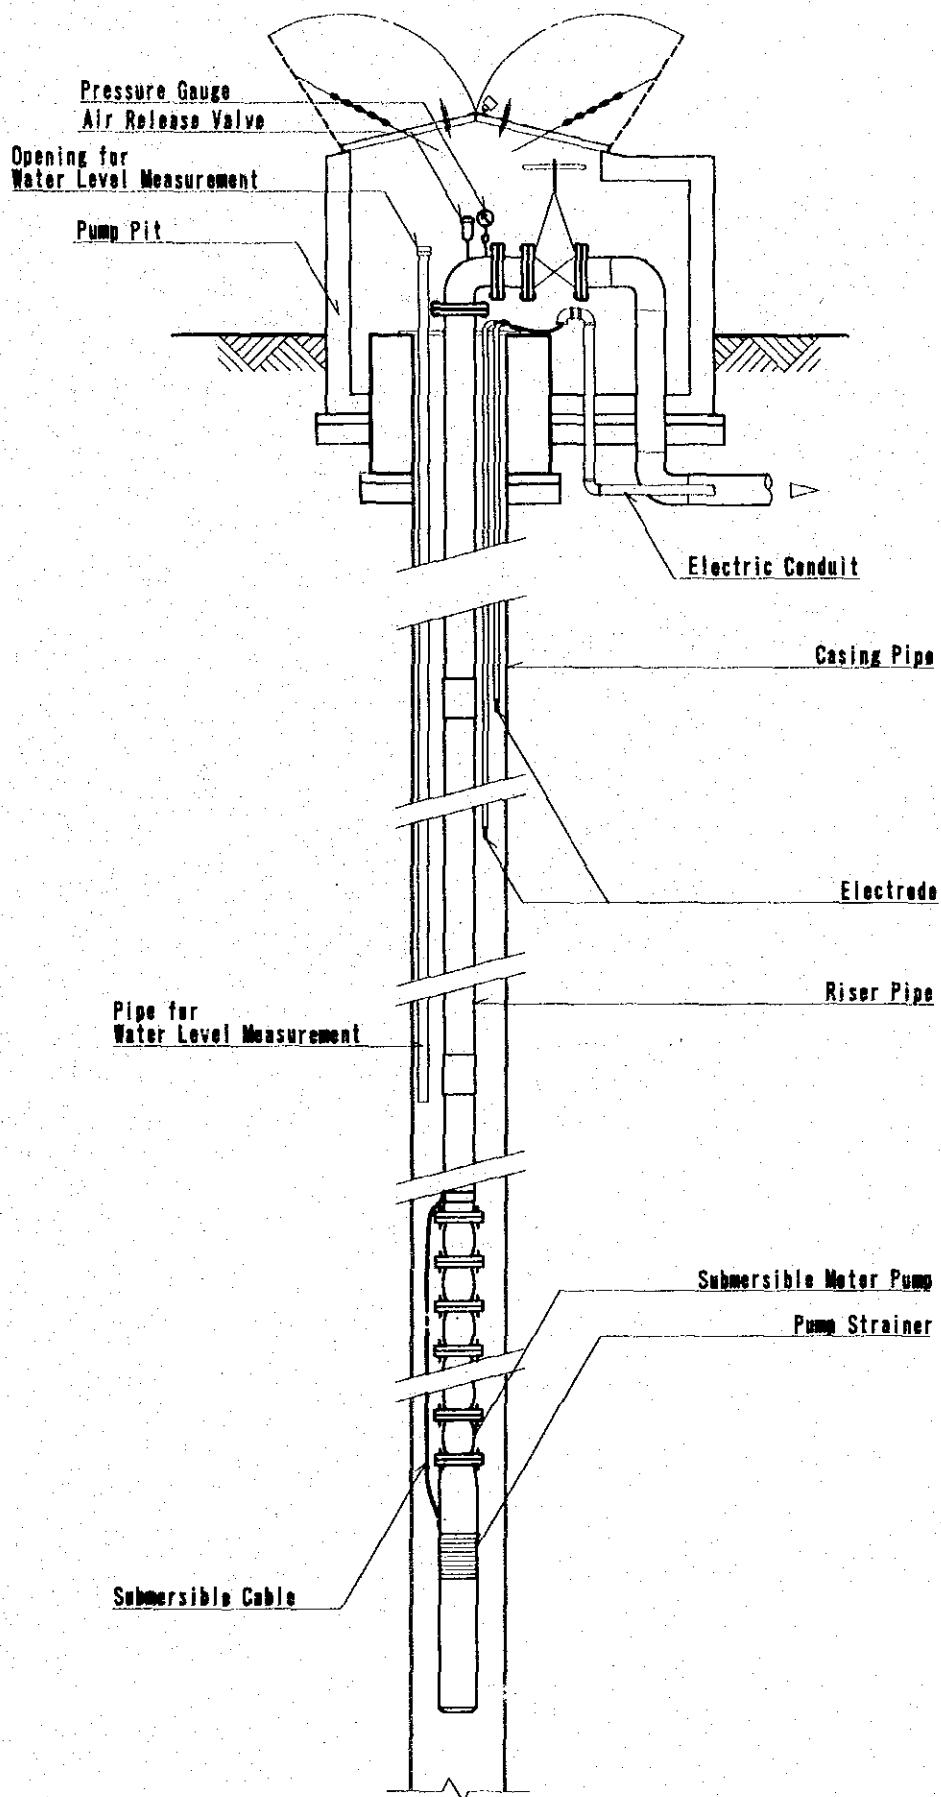 Pressure Gauge
Air Release Valve
Opening for
Water Level Measurement
Pump Pit
Electric Conduit
Casing Pipe
Electrode
Riser Pipe
Pipe for
Water Level Measurement
Submersible Motor Pump
Pump Strainer
Submersible Cable